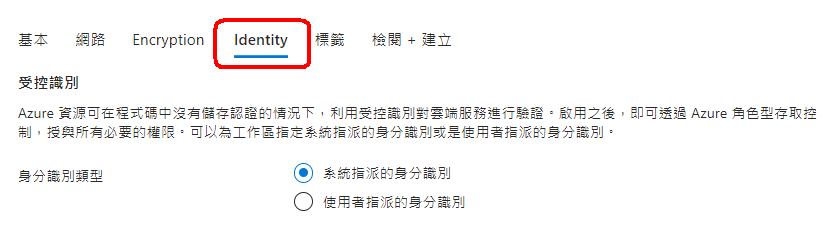 基本 網路 Encryption Identity 標籤 檢閱 + 建立
受控識別
Azure 資源可在程式碼中沒有儲存認證的情況下，利用受控識別對雲端服務進行驗證。啟用之後，即可透過 Azure 角色型存取控
制，授與所有必要的權限。可以為工作區指定系統指派的身分識別或是使用者指派的身分識別。
身分識別類型 系統指派的身分識別
使用者指派的身分識別